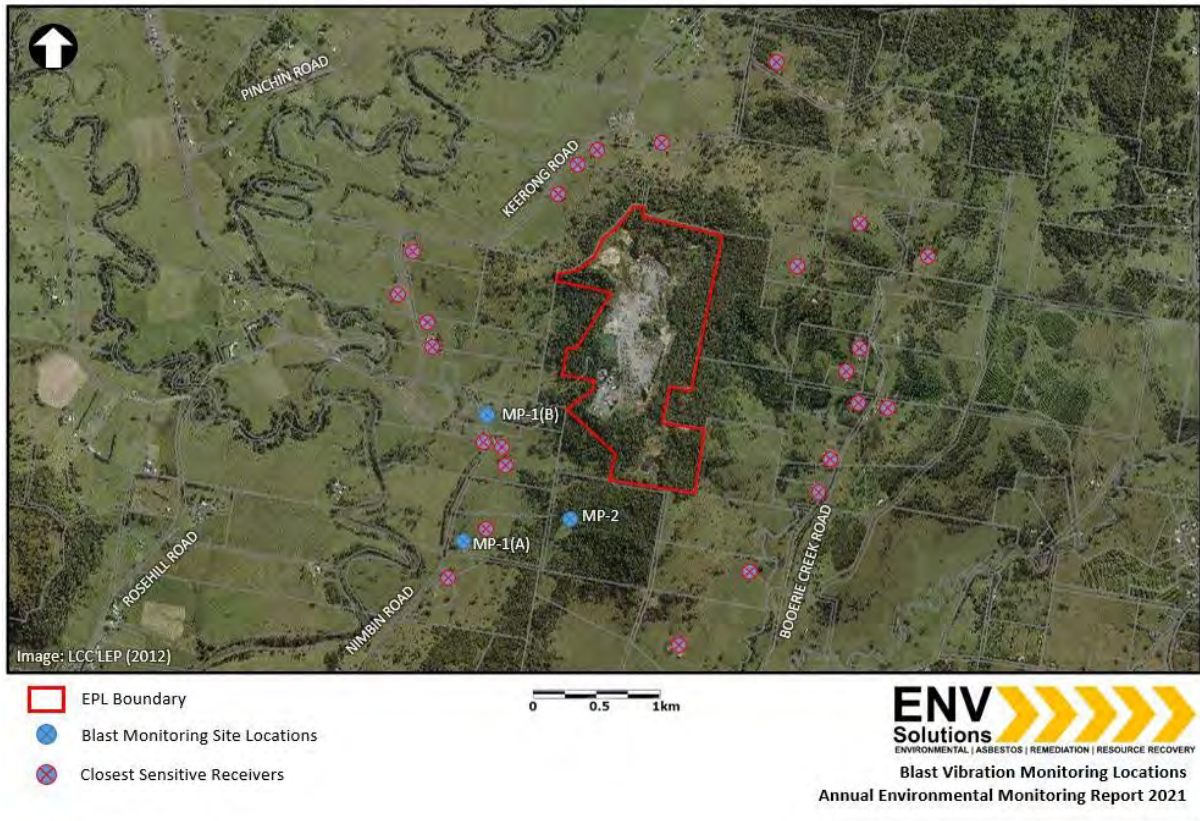 PINCHIN ROAD
KEERONG ROAD
MP-1(B)
MP-2
MP-1(A)
ROSEHILL ROAD
NIMBIN ROAD
BOOERIE CREEK ROAD
Image: LCC LEP (2012)
EPL Boundary
Blast Monitoring Site Locations
Closest Sensitive Receivers
0 0.5 1km
ENV
Solutions
ENVIRONMENTAL | ASBESTOS | REMEDIATION | RESOURCE RECOVERY
Blast Vibration Monitoring Locations
Annual Environmental Monitoring Report 2021